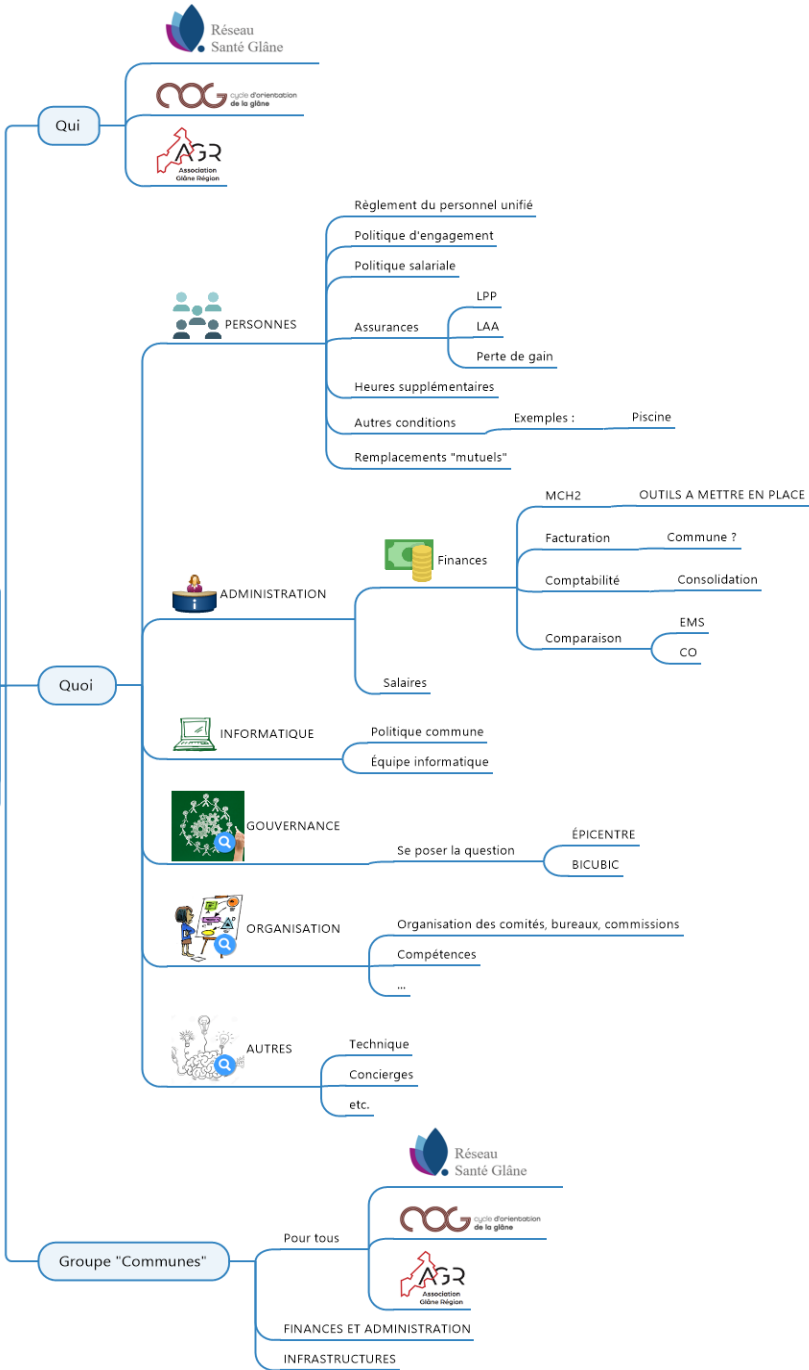 Réseau
Santé Glâne
COG cycle d'orientation
de la glâne
Qui
AGR
Association
Glâne Région
Règlement du personnel unifié
Politique d'engagement
Politique salariale
PERSONNES
Assurances
LPP
LAA
Perte de gain
Heures supplémentaires
Autres conditions
Exemples :
Piscine
Remplacements "mutuels"
ADMINISTRATION
Finances
MCH2
OUTILS A METTRE EN PLACE
Facturation
Commune ?
Comptabilité
Consolidation
Comparaison
EMS
CO
Salaires
Quoi
INFORMATIQUE
Politique commune
Équipe informatique
GOUVERNANCE
Se poser la question
ÉPICENTRE
BICUBIC
ORGANISATION
Organisation des comités, bureaux, commissions
Compétences
...
AUTRES
Technique
Concierges
etc.
Groupe "Communes"
Pour tous
Réseau
Santé Glâne
COG cycle d'orientation
de la glâne
AGR
Association
Glâne Région
FINANCES ET ADMINISTRATION
INFRASTRUCTURES